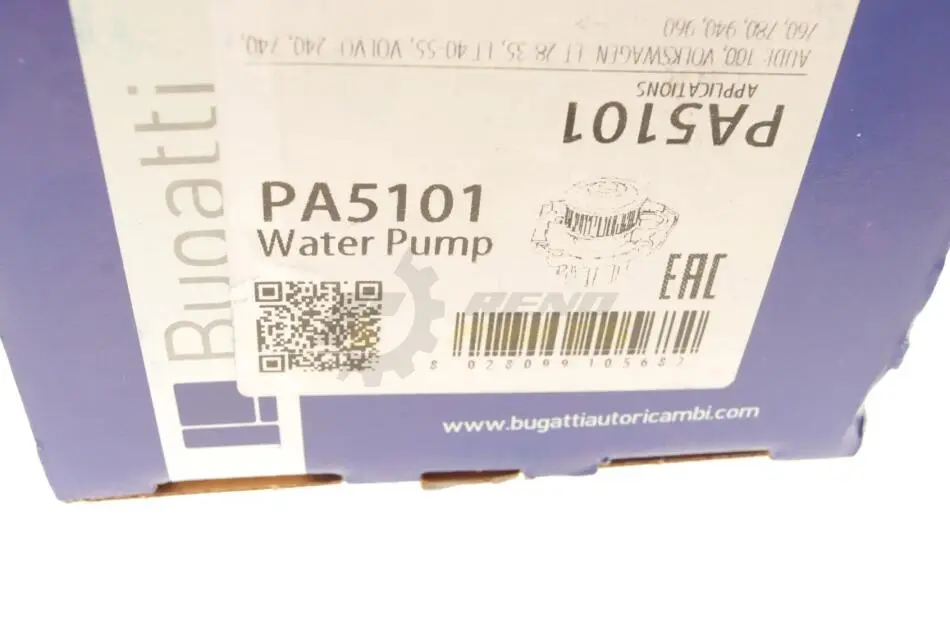 760, 780, 940, 960
AUDI: 100, VOLKSWAGEN: LT 28-35, LT 40-55, VOLVO: 240, 740,
APPLICATIONS
PA5101
Bugatti
PA5101
Water Pump
EAC
RENO
8 028099 105682
www.bugattiautoricambi.com